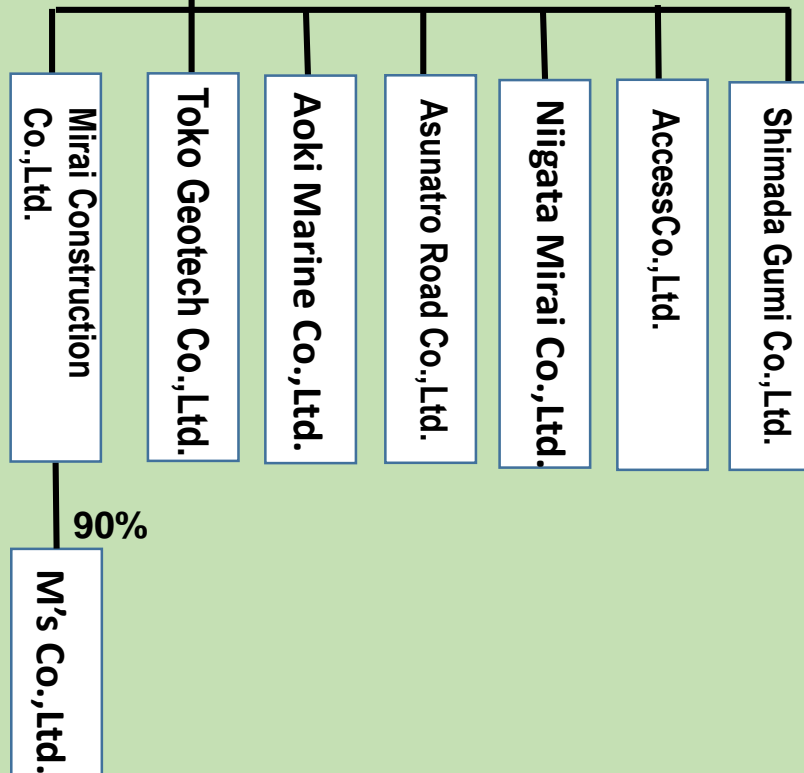 Mirai Construction
Co.,Ltd.
Toko Geotech Co.,Ltd.
Aoki Marine Co.,Ltd.
Asunatro Road Co.,Ltd.
Niigata Mirai Co.,Ltd.
AccessCo.,Ltd.
Shimada Gumi Co.,Ltd.
90%
M's Co.,Ltd.